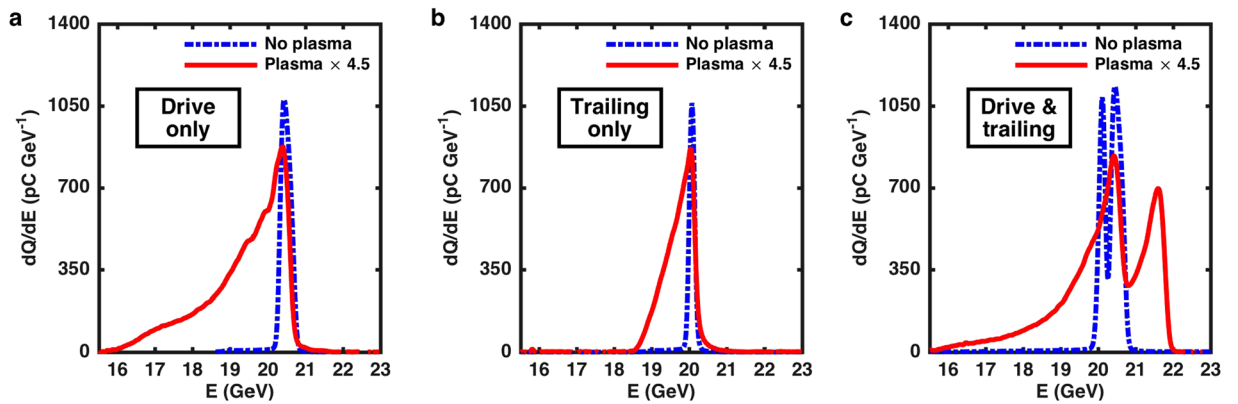 a
1400
1050
700
350
0
dQ/dE (pC GeV⁻¹)
No plasma
Plasma × 4.5
Drive
only
16 17 18 19 20 21 22 23
E (GeV)
b
1400
1050
700
350
0
dQ/dE (pC GeV⁻¹)
No plasma
Plasma × 4.5
Trailing
only
16 17 18 19 20 21 22 23
E (GeV)
c
1400
1050
700
350
0
dQ/dE (pC GeV⁻¹)
No plasma
Plasma × 4.5
Drive &
trailing
16 17 18 19 20 21 22 23
E (GeV)